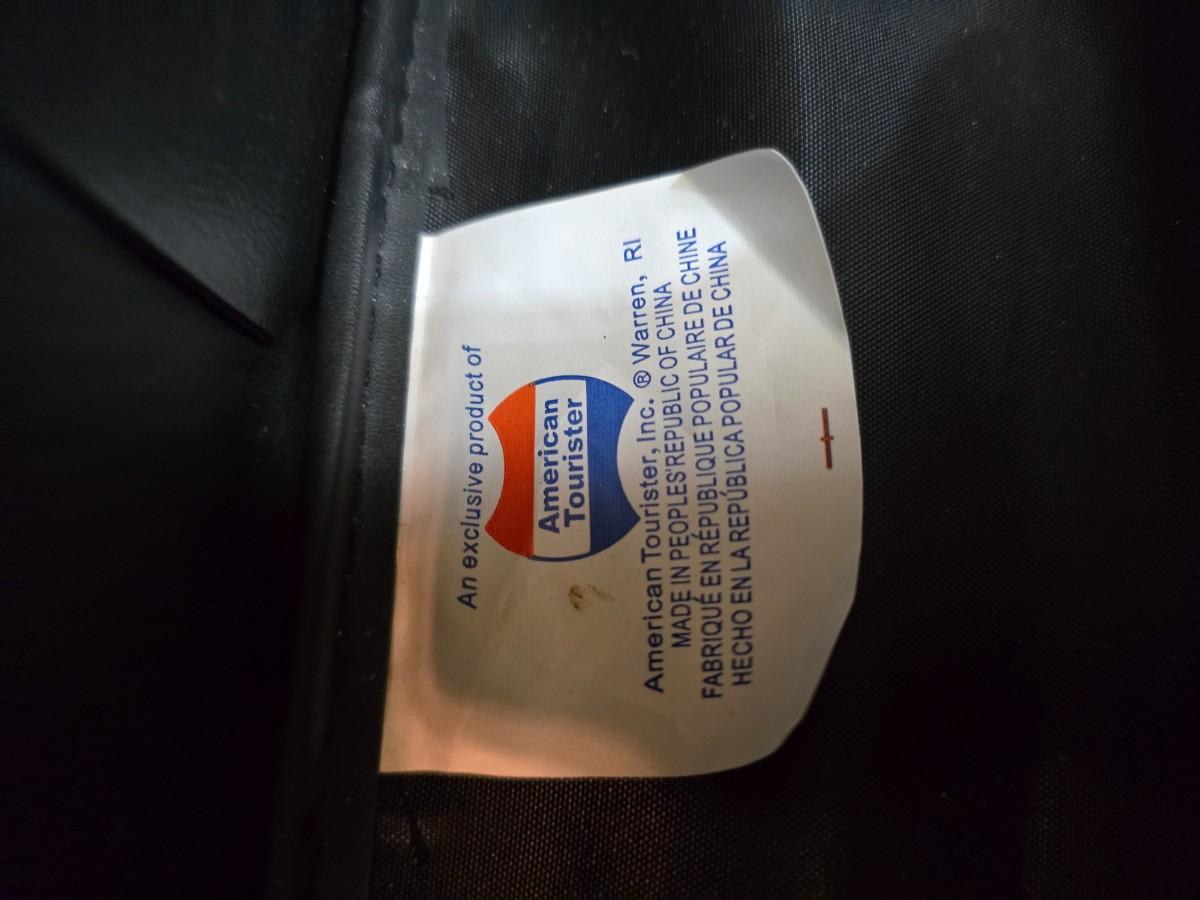 An exclusive product of
American
Tourister
American Tourister, Inc. ® Warren, RI
MADE IN PEOPLES'REPUBLIC OF CHINA
FABRIQUÉ EN RÉPUBLIQUE POPULAIRE DE CHINE
HECHO EN LA REPÚBLICA POPULAR DE CHINA